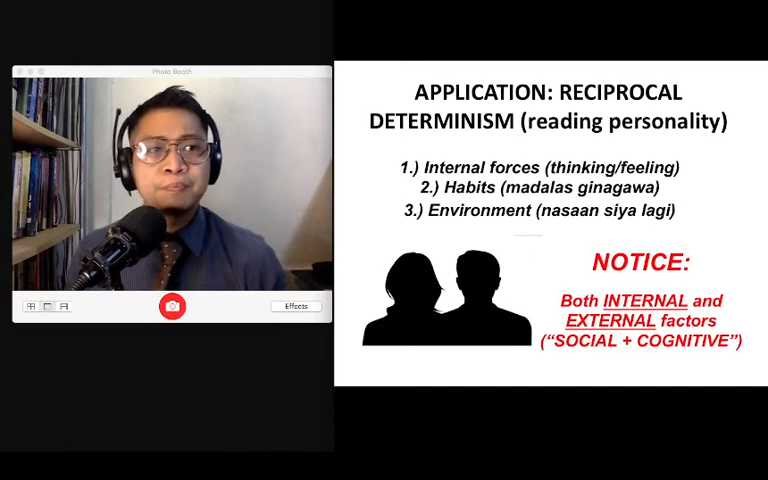 Photo Booth
Effects
APPLICATION: RECIPROCAL
DETERMINISM (reading personality)
1.) Internal forces (thinking/feeling)
2.) Habits (madalas ginagawa)
3.) Environment (nasaan siya lagi)
NOTICE:
Both INTERNAL and
EXTERNAL factors
(“SOCIAL + COGNITIVE”)